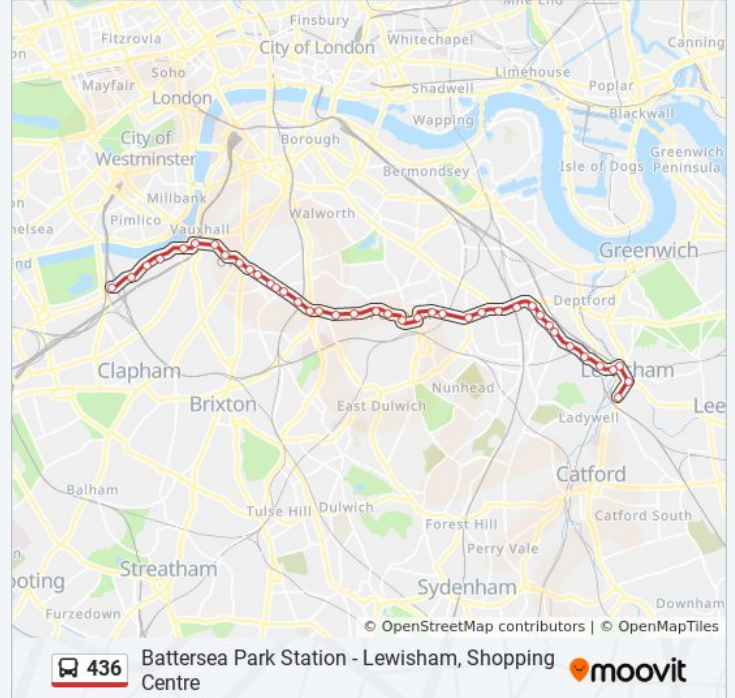 Mile End
Finsbury
Fitzrovia
City of London
Whitechapel
Canning
Soho
Limehouse
Mayfair
London
Shadwell
Poplar
Wapping
Blackwall
City of
Westminster
Borough
Greenwich
Peninsula
Bermondsey
Isle of Dogs
Millbank
Pimlico
Walworth
Vauxhall
Greenwich
Deptford
Clapham
Brixton
Nunhead
East Dulwich
Lee
Ladywell
Catford
Balham
Tulse Hill
Dulwich
Catford South
Forest Hill
Perry Vale
Streatham
Sydenham
Furzedown
Downham
© OpenStreetMap contributors | © OpenMapTiles
436
Battersea Park Station - Lewisham, Shopping
Centre
moovit